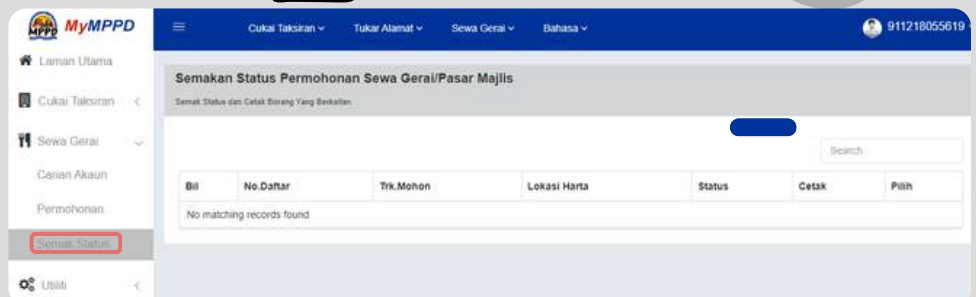 MyMPPD
Cukai Taksiran
Tukar Alamat
Sewa Gerai
Bahasa
911218055619
Laman Utama
Cukai Taksiran
Sewa Gerai
Carian Akaun
Permohonan
Semak Status
Utiliti
Semakan Status Permohonan Sewa Gerai/Pasar Majlis
Semak Status dan Cetak Borang Yang Berkaitan.
Search
Bil No.Daftar Trk.Mohon Lokasi Harta Status Cetak Pilih
No matching records found